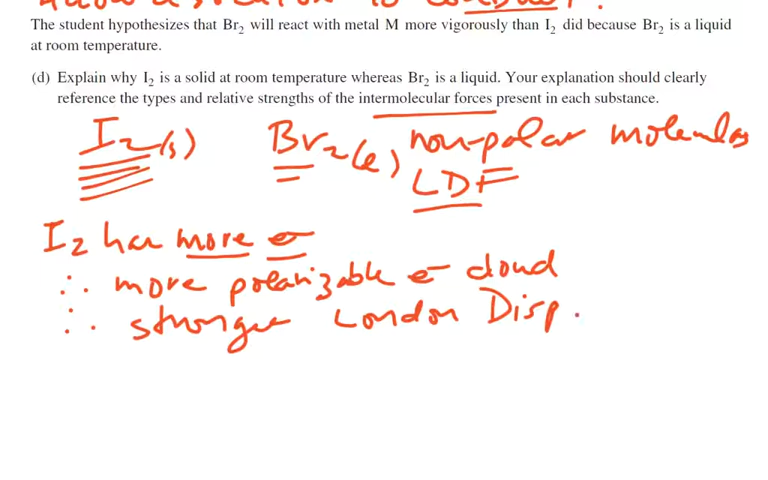 The student hypothesizes that Br₂ will react with metal M more vigorously than I₂ did because Br₂ is a liquid
at room temperature.
(d) Explain why I₂ is a solid at room temperature whereas Br₂ is a liquid. Your explanation should clearly
reference the types and relative strengths of the intermolecular forces present in each substance.
I₂(s) Br₂(l) non-polar molecules
LDF
I₂ has more e⁻
∴ more polarizable e⁻ cloud
∴ stronger London Disp.